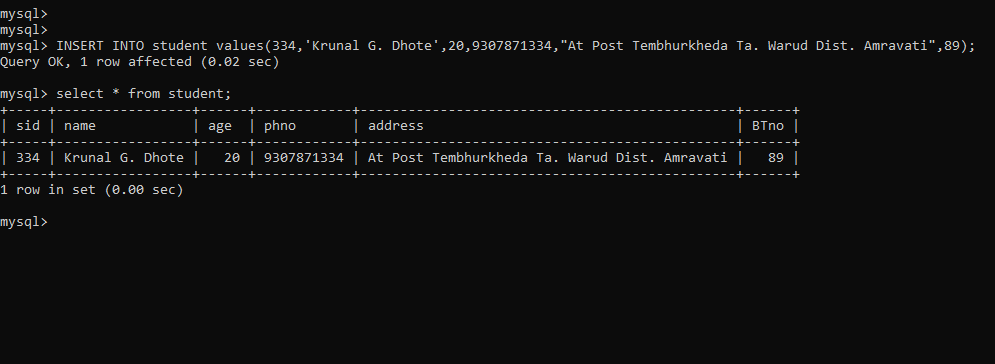 mysql>
mysql>
mysql> INSERT INTO student values(334,'Krunal G. Dhote',20,9307871334,"At Post Tembhurkheda Ta. Warud Dist. Amravati",89);
Query OK, 1 row affected (0.02 sec)
mysql> select * from student;
+-----+-----------------+------+------------+-----------------------------------------------+------+
| sid | name            | age  | phno       | address                                       | BTno |
+-----+-----------------+------+------------+-----------------------------------------------+------+
| 334 | Krunal G. Dhote |   20 | 9307871334 | At Post Tembhurkheda Ta. Warud Dist. Amravati |   89 |
+-----+-----------------+------+------------+-----------------------------------------------+------+
1 row in set (0.00 sec)
mysql>